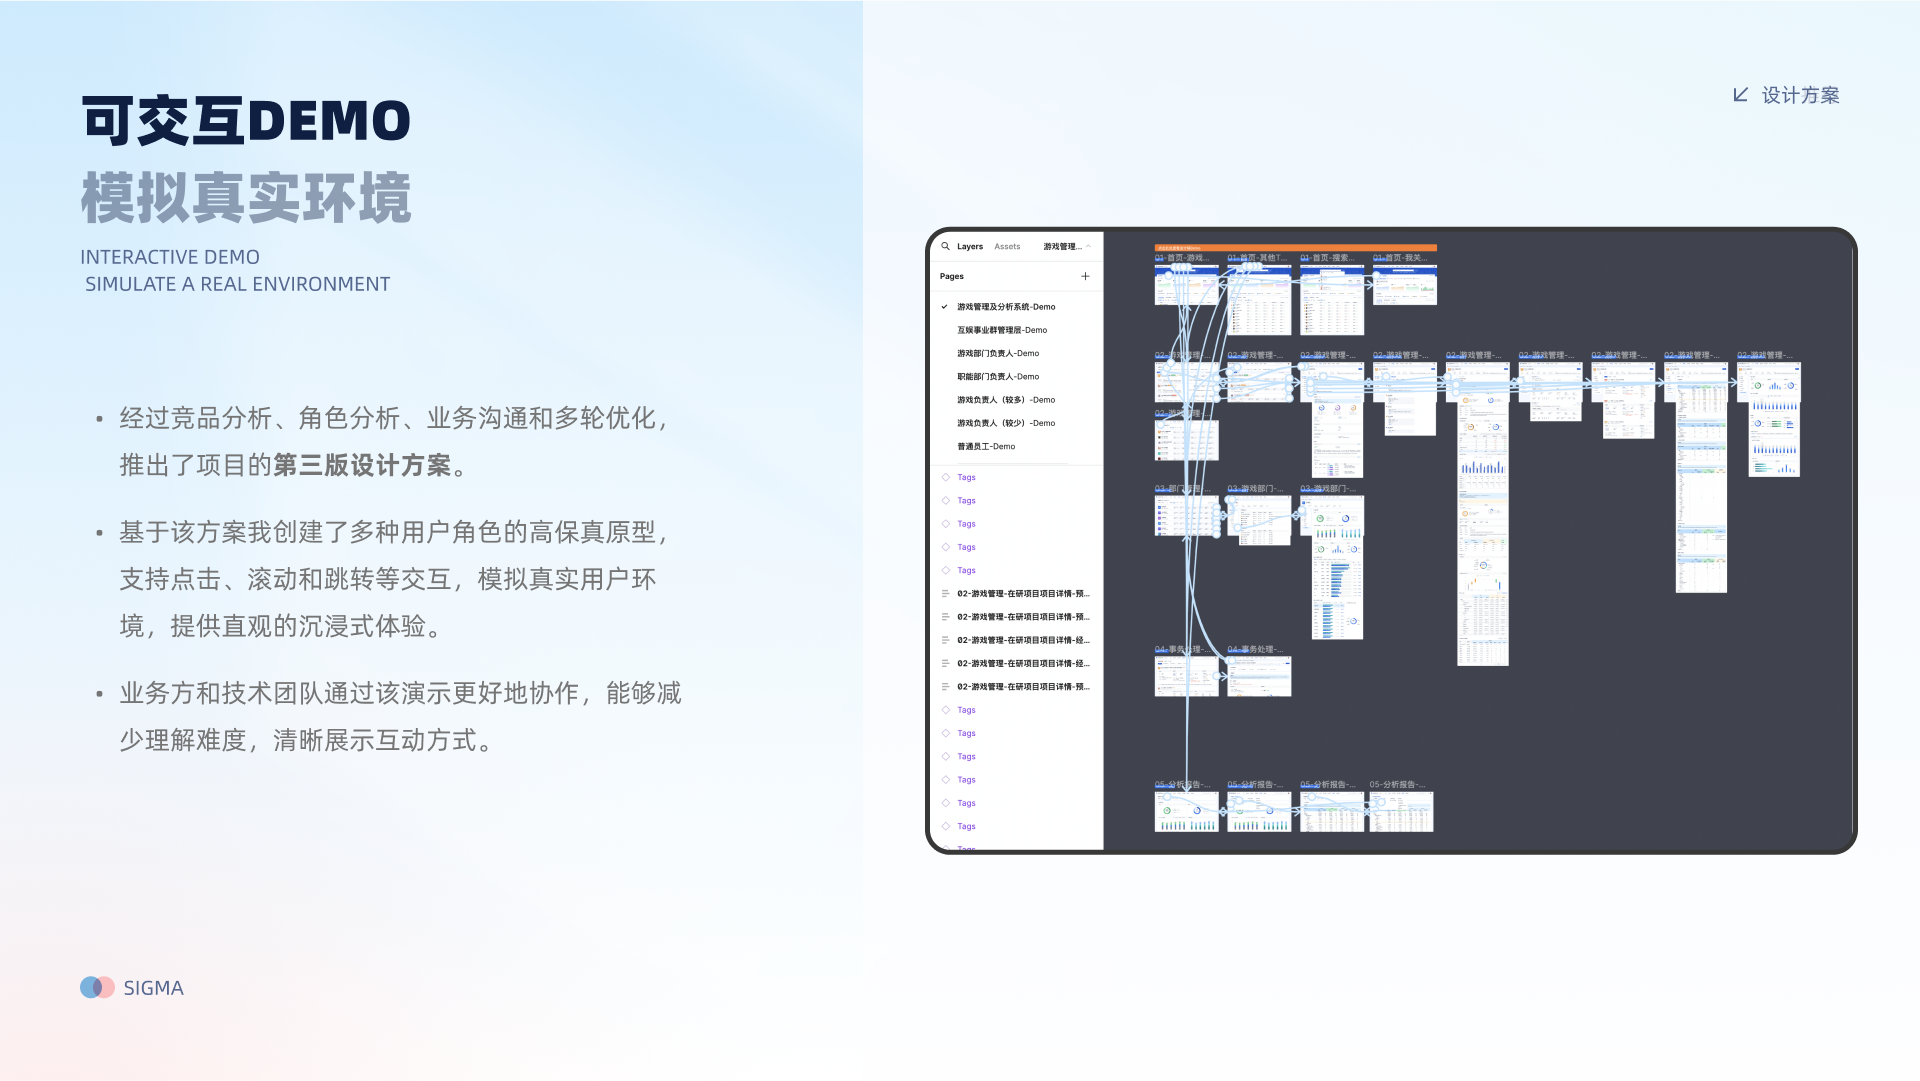 可交互DEMO
模拟真实环境
INTERACTIVE DEMO
SIMULATE A REAL ENVIRONMENT
经过竞品分析、角色分析、业务沟通和多轮优化，
推出了项目的第三版设计方案。
基于该方案我创建了多种用户角色的高保真原型，
支持点击、滚动和跳转等交互，模拟真实用户环
境，提供直观的沉浸式体验。
业务方和技术团队通过该演示更好地协作，能够减
少理解难度，清晰展示互动方式。
SIGMA
设计方案
Layers Assets 游戏管理...
Pages
游戏管理及分析系统-Demo
互娱事业群管理层-Demo
游戏部门负责人-Demo
职能部门负责人-Demo
游戏负责人（较多）-Demo
游戏负责人（较少）-Demo
普通员工-Demo
Tags
Tags
Tags
Tags
Tags
02-游戏管理-在研项目项目详情-预...
02-游戏管理-在研项目项目详情-预...
02-游戏管理-在研项目项目详情-经...
02-游戏管理-在研项目项目详情-经...
02-游戏管理-在研项目项目详情-预...
Tags
Tags
Tags
Tags
Tags
Tags
Tags
01-首页-游戏... 01-首页-其他T... 01-首页-搜索... 01-首页-我关...
02-游戏管理-... 02-游戏管理-... 02-游戏管理-... 02-游戏管理-... 02-游戏管理-... 02-游戏管理-... 02-游戏管理-... 02-游戏管理-... 02-游戏管理-...
02-游戏管理-...
03-部门管理-... 03-游戏部门-... 03-游戏部门-...
04-事务处理-... 04-事务处理-...
05-分析报告-... 05-分析报告-... 05-分析报告-... 05-分析报告-...